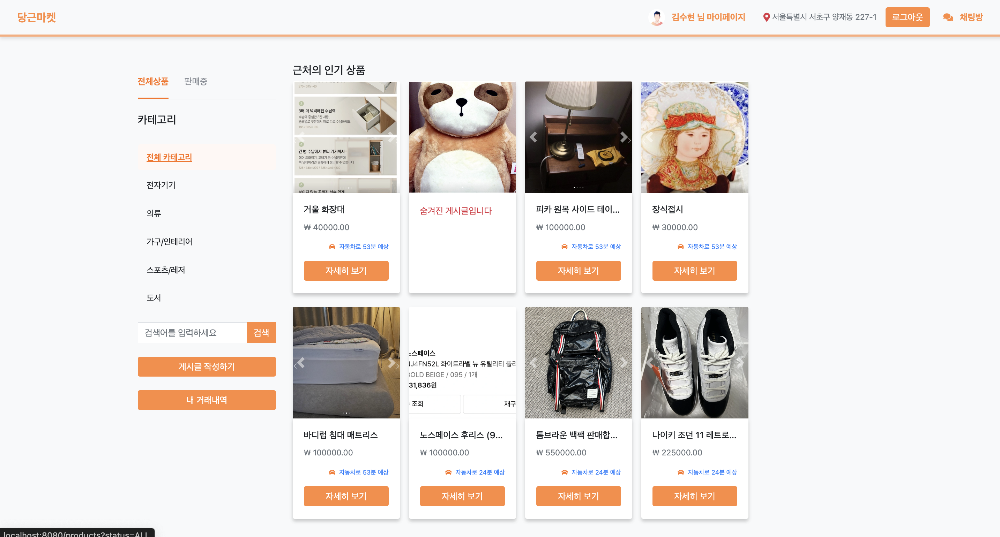 당근마켓
김수현 님 마이페이지
서울특별시 서초구 양재동 227-1
로그아웃
채팅방
전체상품
판매중
카테고리
전체 카테고리
전자기기
의류
가구/인테리어
스포츠/레저
도서
검색어를 입력하세요
검색
게시글 작성하기
내 거래내역
근처의 인기 상품
370×315×60
3
3배 더 넉넉해진 수납력
수납에 충실한 3칸 서랍,
종류별로 구분해서 따로 따로 수납하세요
185×315×105
4
긴 병 수납에서 뷰티 기기까지
헤어 드라이기, 고데기 등 수납장안에
쏙 넣어버리면 깔끔하게 정리할 수 있습니다
325×340×270 / 325×340×300
보이지 않는 곳까지 실속 있게
거울 화장대
₩ 40000.00
자동차로 53분 예상
자세히 보기
숨겨진 게시글입니다
피카 원목 사이드 테이...
₩ 100000.00
자동차로 53분 예상
자세히 보기
장식접시
₩ 30000.00
자동차로 53분 예상
자세히 보기
바디럽 침대 매트리스
₩ 100000.00
자동차로 53분 예상
자세히 보기
노스페이스
NJ4FN52L 화이트라벨 뉴 유틸리티 플리
GOLD BEIGE / 095 / 1개
31,836원
조회
재구
노스페이스 후리스 (9...
₩ 100000.00
자동차로 24분 예상
자세히 보기
톰브라운 백팩 판매합...
₩ 550000.00
자동차로 24분 예상
자세히 보기
나이키 조던 11 레트로...
₩ 225000.00
자동차로 24분 예상
자세히 보기
localhost:8080/products?status=ALL